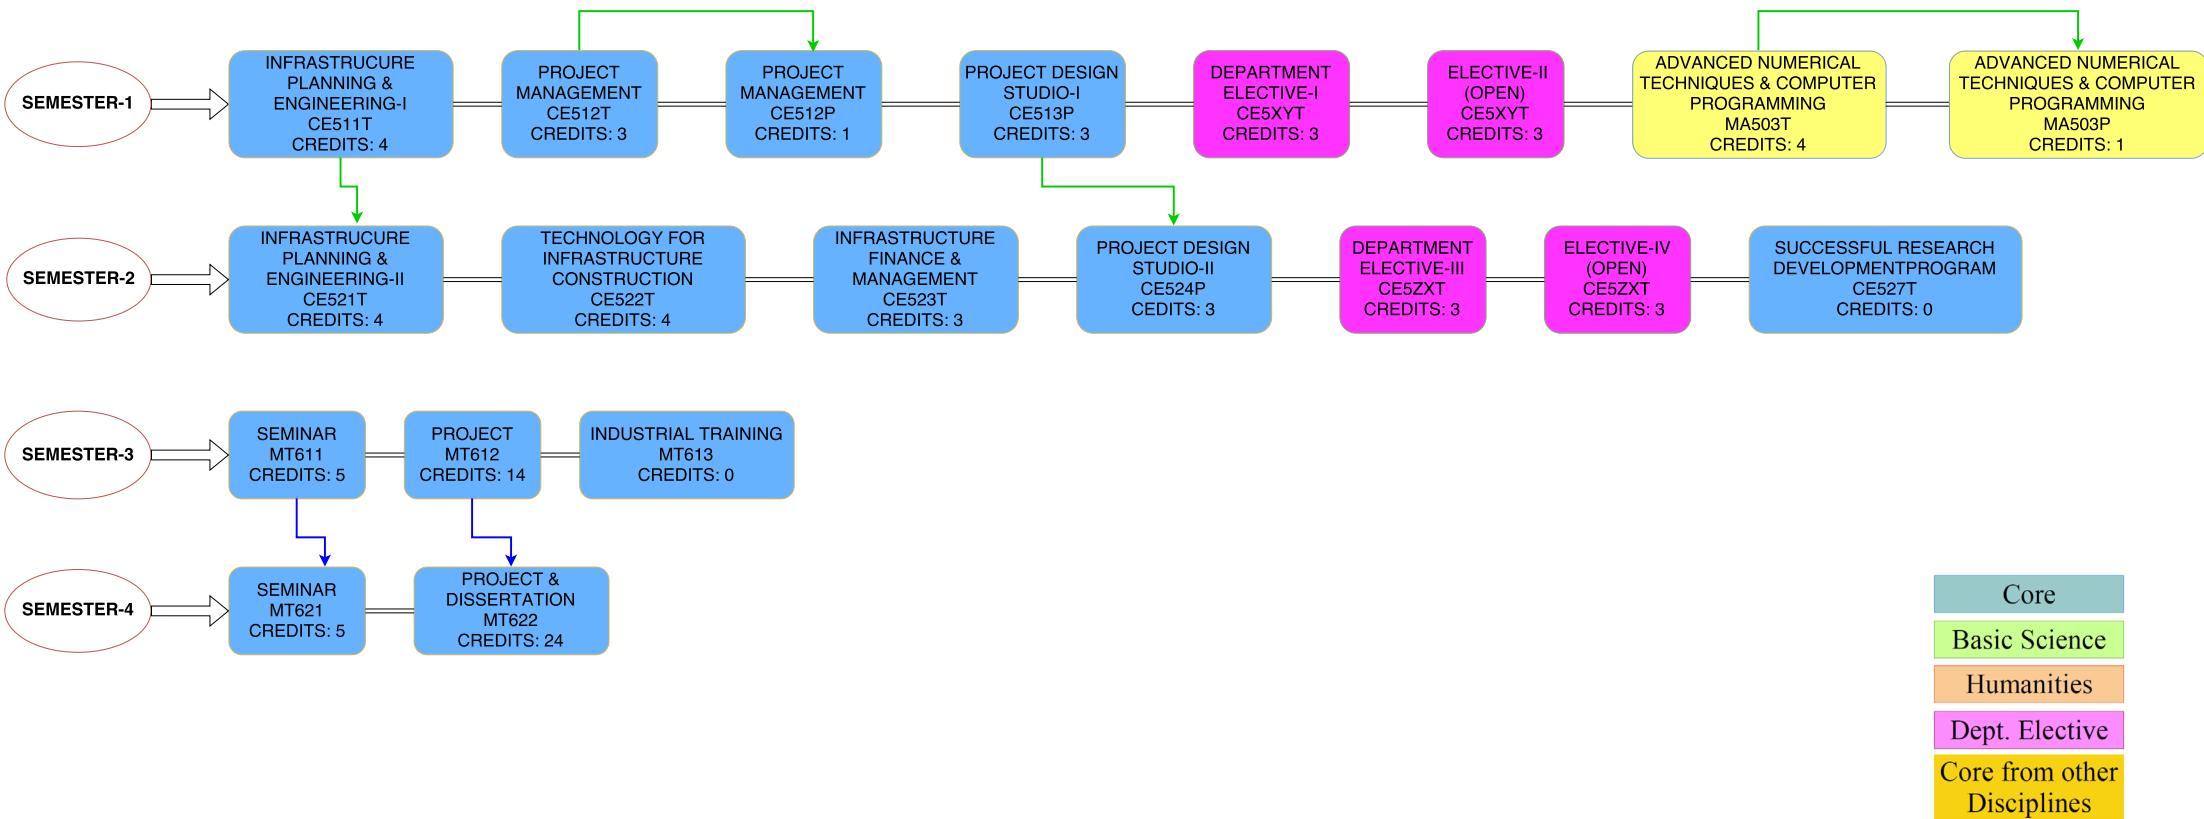 SEMESTER-1
INFRASTRUCURE
PLANNING &
ENGINEERING-I
CE511T
CREDITS: 4
PROJECT
MANAGEMENT
CE512T
CREDITS: 3
PROJECT
MANAGEMENT
CE512P
CREDITS: 1
PROJECT DESIGN
STUDIO-I
CE513P
CREDITS: 3
DEPARTMENT
ELECTIVE-I
CE5XYT
CREDITS: 3
ELECTIVE-II
(OPEN)
CE5XYT
CREDITS: 3
ADVANCED NUMERICAL
TECHNIQUES & COMPUTER
PROGRAMMING
MA503T
CREDITS: 4
ADVANCED NUMERICAL
TECHNIQUES & COMPUTER
PROGRAMMING
MA503P
CREDITS: 1
SEMESTER-2
INFRASTRUCURE
PLANNING &
ENGINEERING-II
CE521T
CREDITS: 4
TECHNOLOGY FOR
INFRASTRUCTURE
CONSTRUCTION
CE522T
CREDITS: 4
INFRASTRUCTURE
FINANCE &
MANAGEMENT
CE523T
CREDITS: 3
PROJECT DESIGN
STUDIO-II
CE524P
CEDITS: 3
DEPARTMENT
ELECTIVE-III
CE5ZXT
CREDITS: 3
ELECTIVE-IV
(OPEN)
CE5ZXT
CREDITS: 3
SUCCESSFUL RESEARCH
DEVELOPMENTPROGRAM
CE527T
CREDITS: 0
SEMESTER-3
SEMINAR
MT611
CREDITS: 5
PROJECT
MT612
CREDITS: 14
INDUSTRIAL TRAINING
MT613
CREDITS: 0
SEMESTER-4
SEMINAR
MT621
CREDITS: 5
PROJECT &
DISSERTATION
MT622
CREDITS: 24
Core
Basic Science
Humanities
Dept. Elective
Core from other
Disciplines